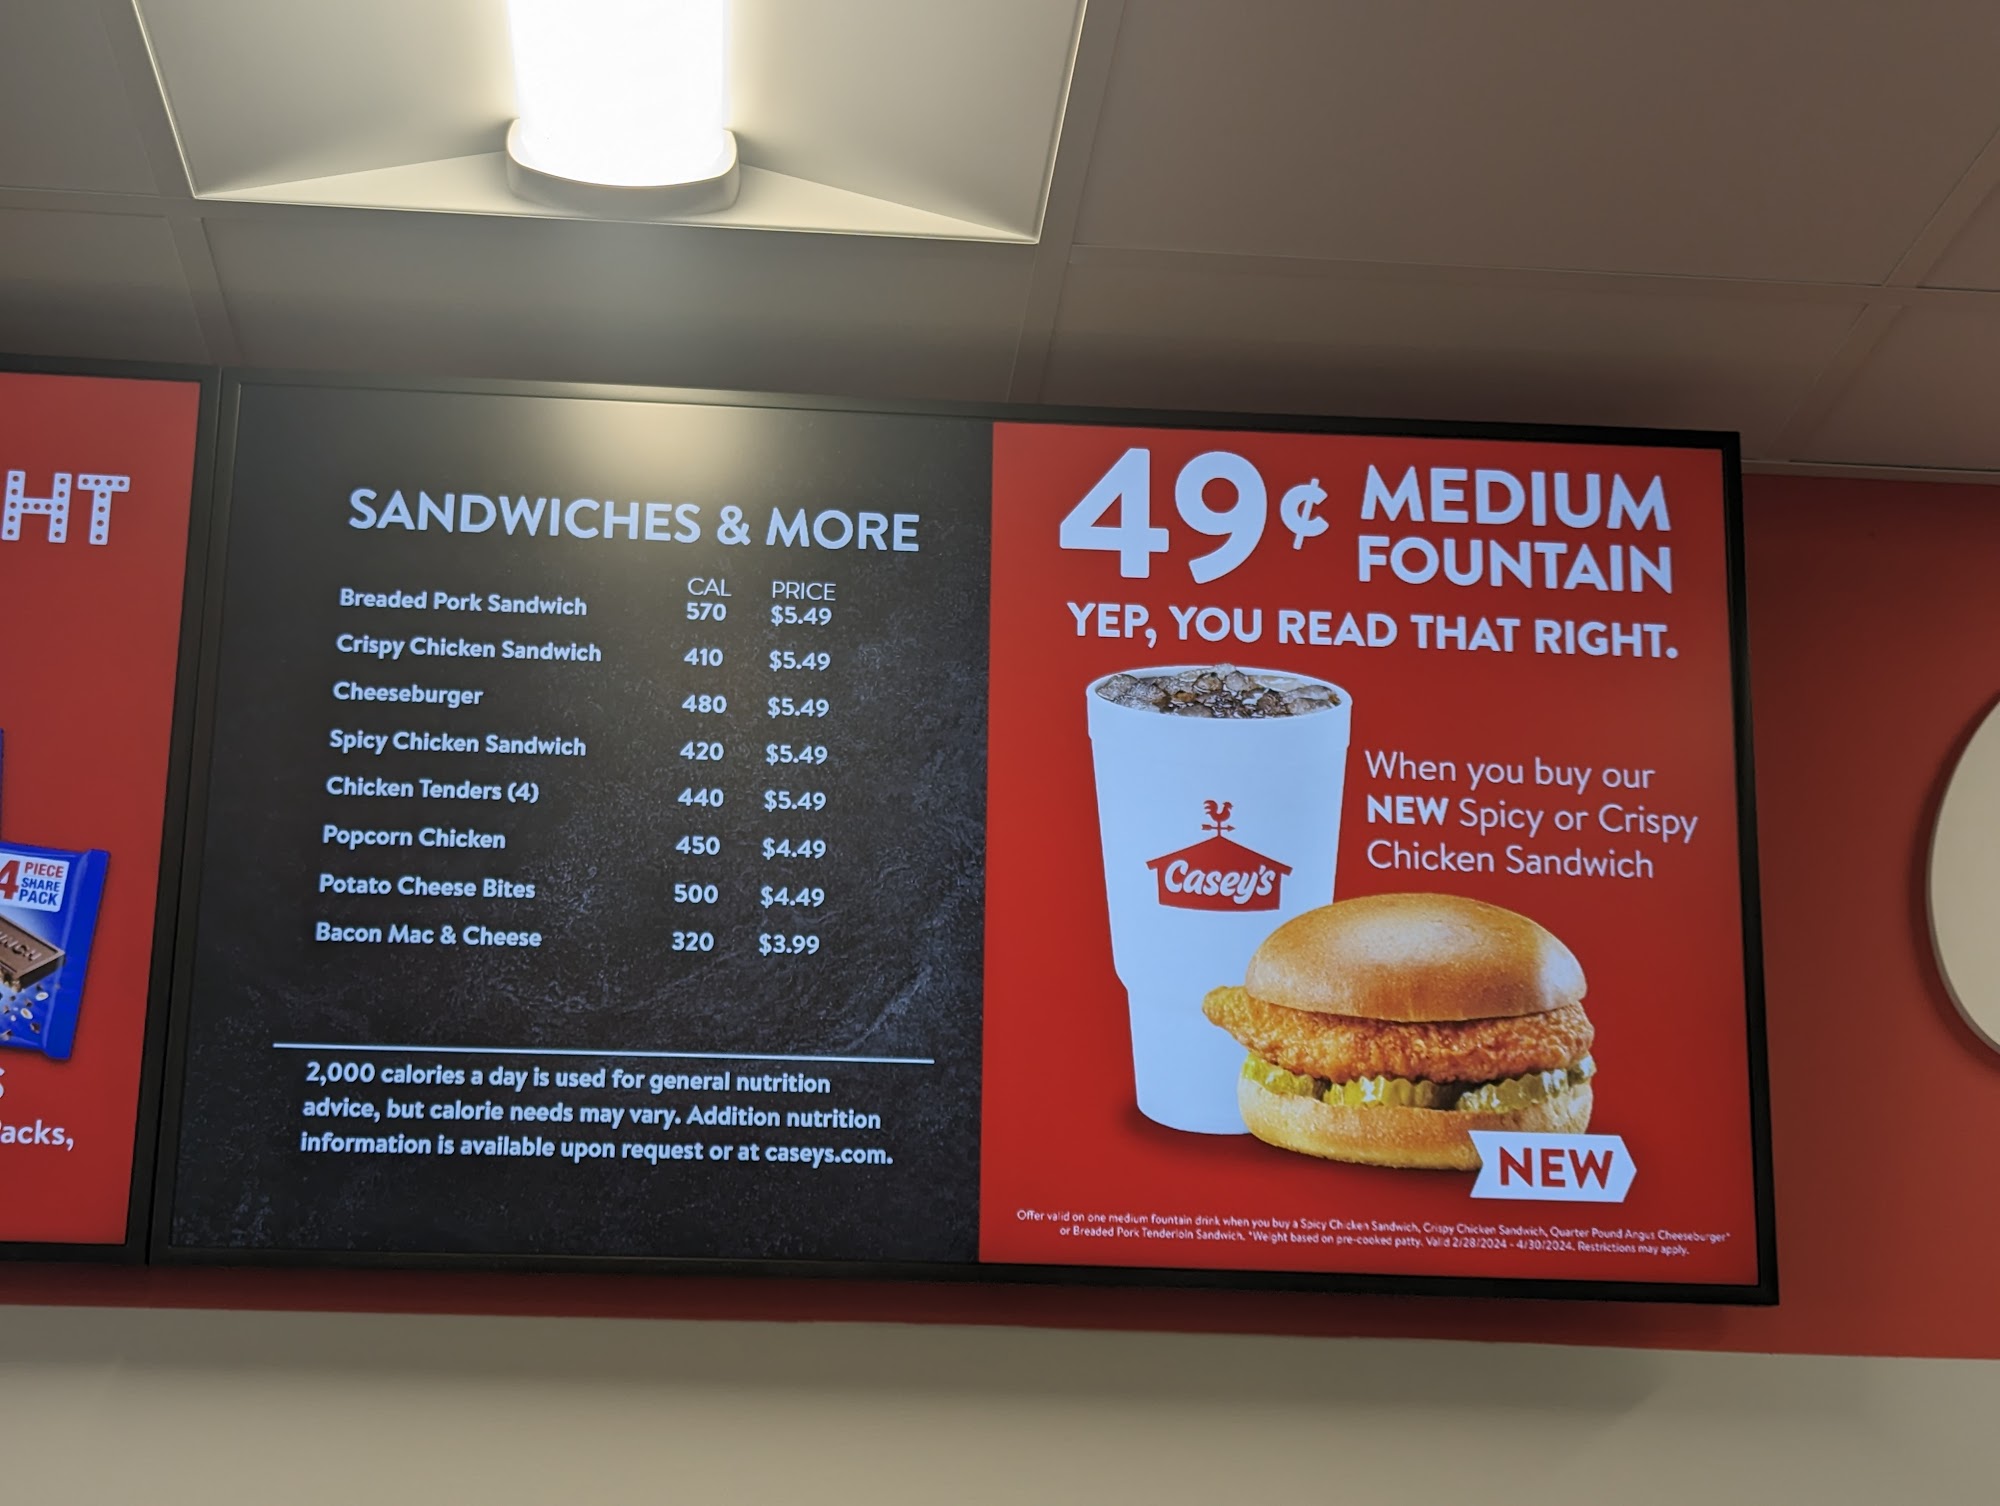 HT
4 PIECE
SHARE
PACK
acks,
SANDWICHES & MORE
CAL PRICE
Breaded Pork Sandwich 570 $5.49
Crispy Chicken Sandwich 410 $5.49
Cheeseburger 480 $5.49
Spicy Chicken Sandwich 420 $5.49
Chicken Tenders (4) 440 $5.49
Popcorn Chicken 450 $4.49
Potato Cheese Bites 500 $4.49
Bacon Mac & Cheese 320 $3.99
2,000 calories a day is used for general nutrition
advice, but calorie needs may vary. Addition nutrition
information is available upon request or at caseys.com.
49¢ MEDIUM
FOUNTAIN
YEP, YOU READ THAT RIGHT.
When you buy our
NEW Spicy or Crispy
Chicken Sandwich
Casey's
NEW
Offer valid on one medium fountain drink when you buy a Spicy Chicken Sandwich, Crispy Chicken Sandwich, Quarter Pound Angus Cheeseburger*
or Breaded Pork Tenderloin Sandwich. *Weight based on pre-cooked patty. Valid 2/28/2024 - 4/30/2024. Restrictions may apply.